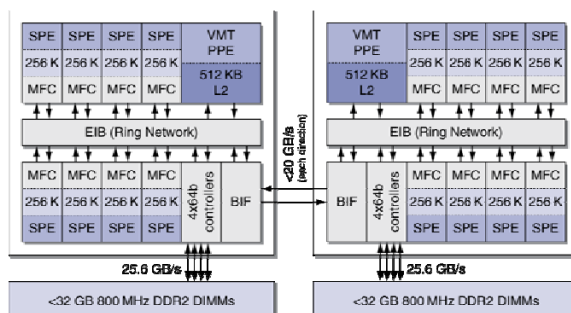 SPE SPE SPE SPE VMT PPE
256 K 256 K 256 K 256 K 512 KB L2
MFC MFC MFC MFC
EIB (Ring Network)
MFC MFC MFC MFC 4x64b controllers BIF
256 K 256 K 256 K 256 K
SPE SPE SPE SPE
25.6 GB/s
<32 GB 800 MHz DDR2 DIMMs
<20 GB/s
(each direction)
VMT PPE SPE SPE SPE SPE
512 KB L2 256 K 256 K 256 K 256 K
MFC MFC MFC MFC
EIB (Ring Network)
BIF 4x64b controllers MFC MFC MFC MFC
256 K 256 K 256 K 256 K
SPE SPE SPE SPE
25.6 GB/s
<32 GB 800 MHz DDR2 DIMMs